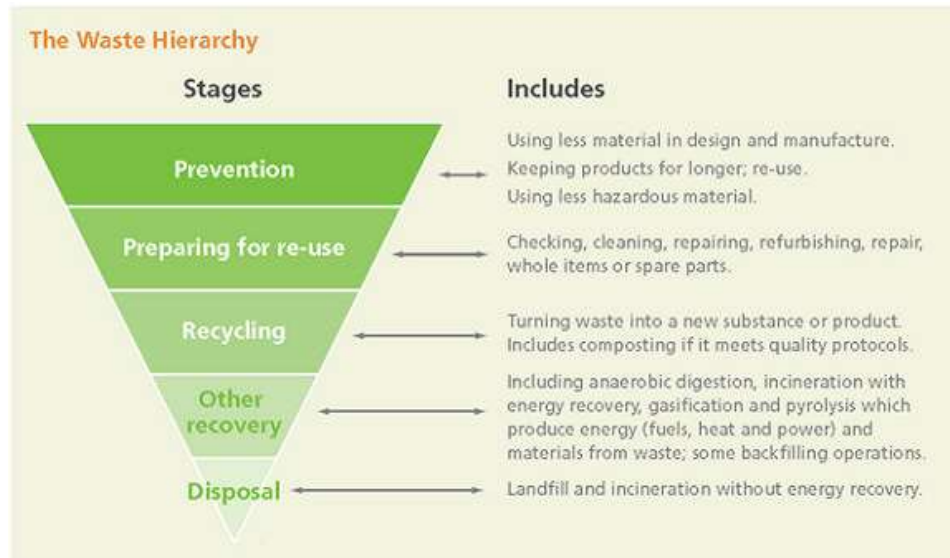 The Waste Hierarchy
Stages
Includes
Prevention
Using less material in design and manufacture.
Keeping products for longer; re-use.
Using less hazardous material.
Preparing for re-use
Checking, cleaning, repairing, refurbishing, repair,
whole items or spare parts.
Recycling
Turning waste into a new substance or product.
Includes composting if it meets quality protocols.
Other
recovery
Including anaerobic digestion, incineration with
energy recovery, gasification and pyrolysis which
produce energy (fuels, heat and power) and
materials from waste; some backfilling operations.
Disposal
Landfill and incineration without energy recovery.